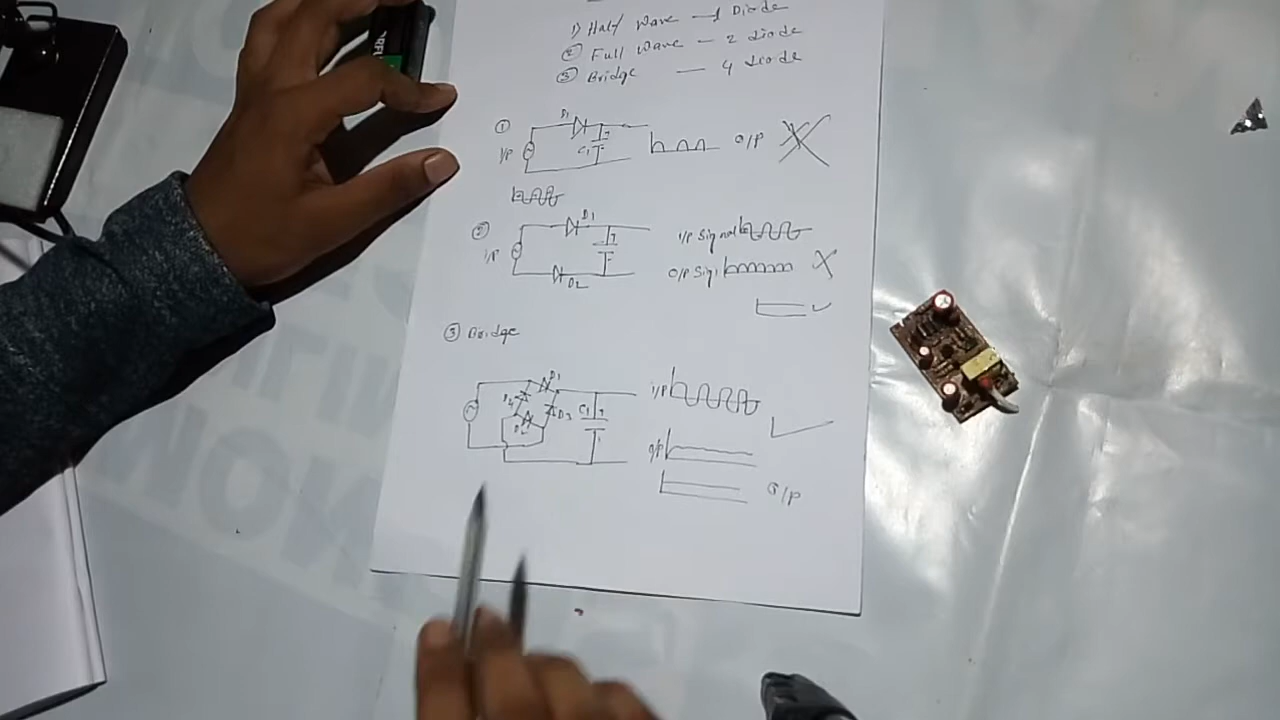 1) Half Wave → 1 Diode
② Full Wave — 2 diode
③ Bridge — 4 diode
①
D1
I/P
C1
O/P
②
D1
I/P
D2
I/P Signal
O/P Sig
③ Bridge
D1
D4
D3
C1
I/P
O/P
O/P